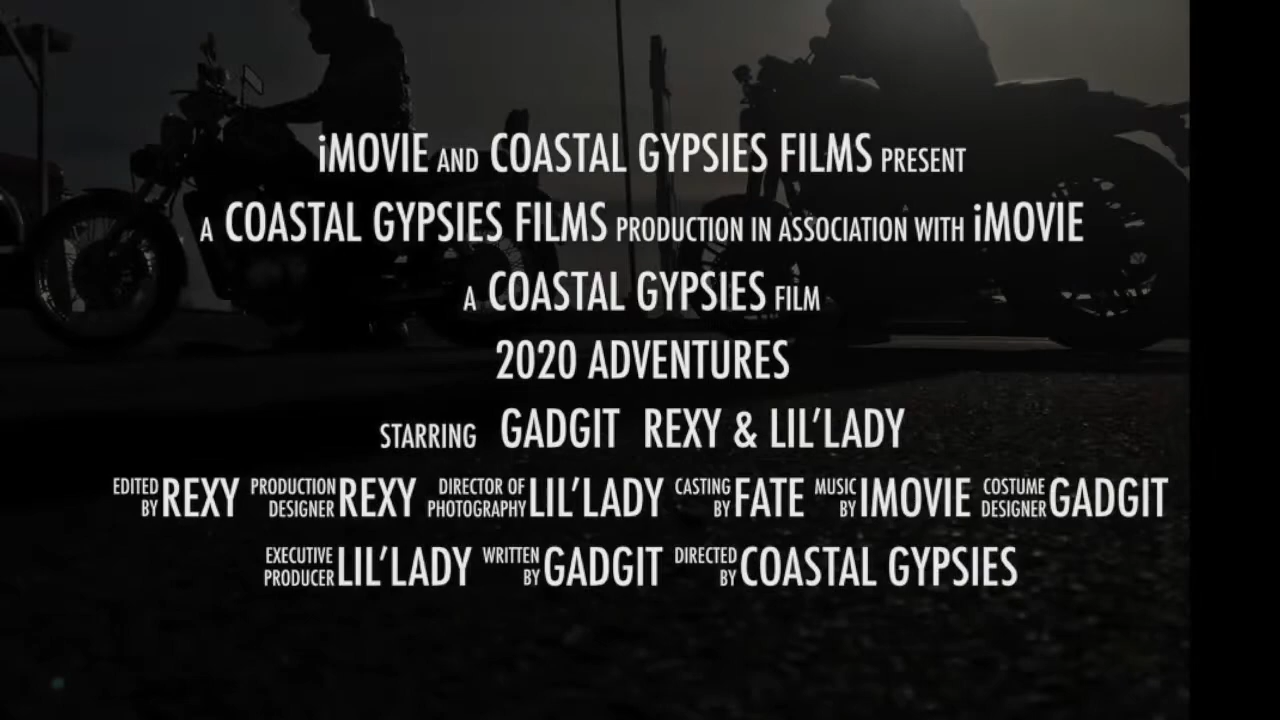 iMOVIE AND COASTAL GYPSIES FILMS PRESENT
A COASTAL GYPSIES FILMS PRODUCTION IN ASSOCIATION WITH iMOVIE
A COASTAL GYPSIES FILM
2020 ADVENTURES
STARRING GADGIT REXY & LIL'LADY
EDITED BY REXY PRODUCTION DESIGNER REXY DIRECTOR OF PHOTOGRAPHY LIL'LADY CASTING BY FATE MUSIC BY IMOVIE COSTUME DESIGNER GADGIT
EXECUTIVE PRODUCER LIL'LADY WRITTEN BY GADGIT DIRECTED BY COASTAL GYPSIES